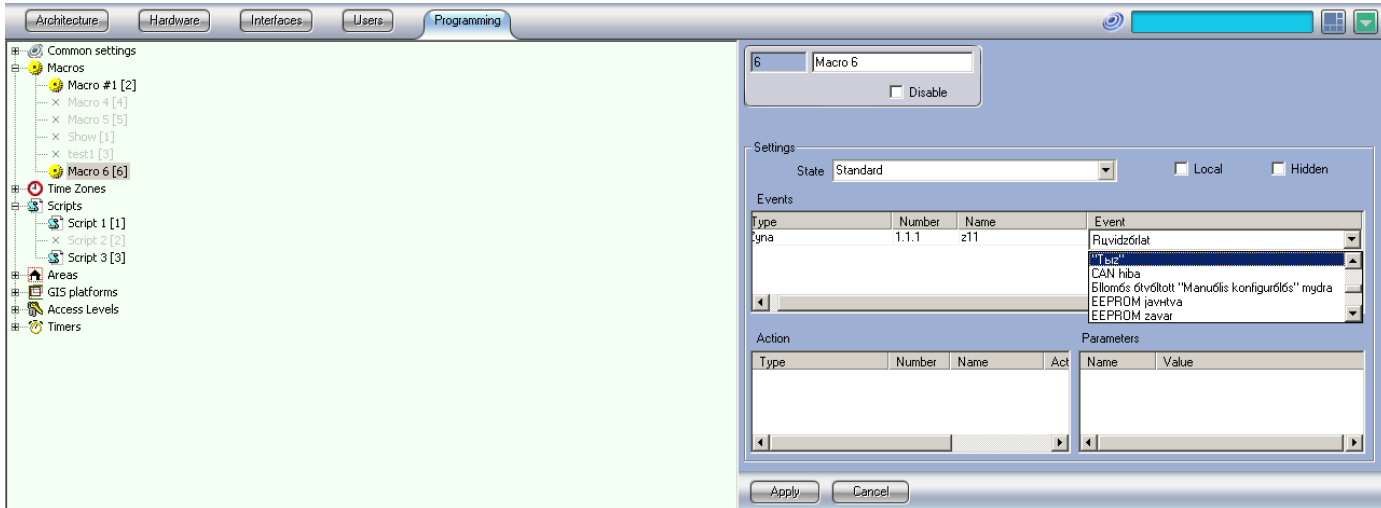 Architecture Hardware Interfaces Users Programming
Common settings
Macros
Macro #1 [2]
Macro 4 [4]
Macro 5 [5]
Show [1]
test1 [3]
Macro 6 [6]
Time Zones
Scripts
Script 1 [1]
Script 2 [2]
Script 3 [3]
Areas
GIS platforms
Access Levels
Timers
6 Macro 6
Disable
Settings
State Standard Local Hidden
Events
Type Number Name Event
1.1.1 z11 Rцvidzбrlat
"Tыz"
CAN hiba
Бllomбs бtvбltott "Manuбlis konfigurбlбs" mуdra
EEPROM javнtva
EEPROM zavar
Action Parameters
Type Number Name Act Name Value
Apply Cancel